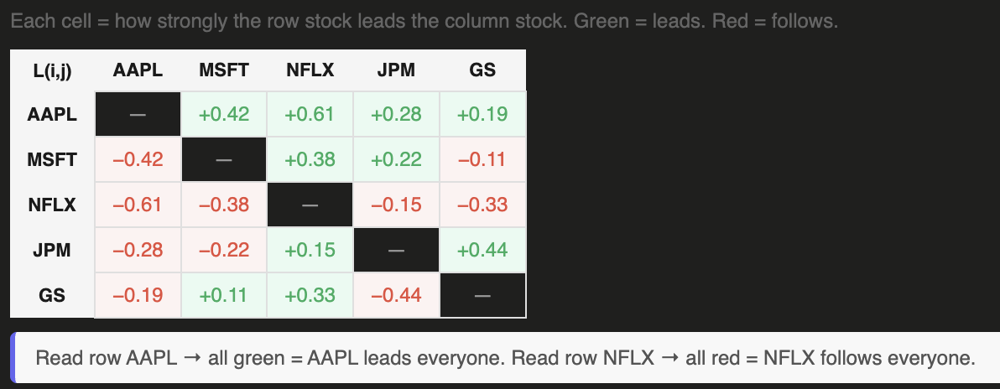 Each cell = how strongly the row stock leads the column stock. Green = leads. Red = follows.
L(i,j) AAPL MSFT NFLX JPM GS
AAPL — +0.42 +0.61 +0.28 +0.19
MSFT −0.42 — +0.38 +0.22 −0.11
NFLX −0.61 −0.38 — −0.15 −0.33
JPM −0.28 −0.22 +0.15 — +0.44
GS −0.19 +0.11 +0.33 −0.44 —
Read row AAPL → all green = AAPL leads everyone. Read row NFLX → all red = NFLX follows everyone.